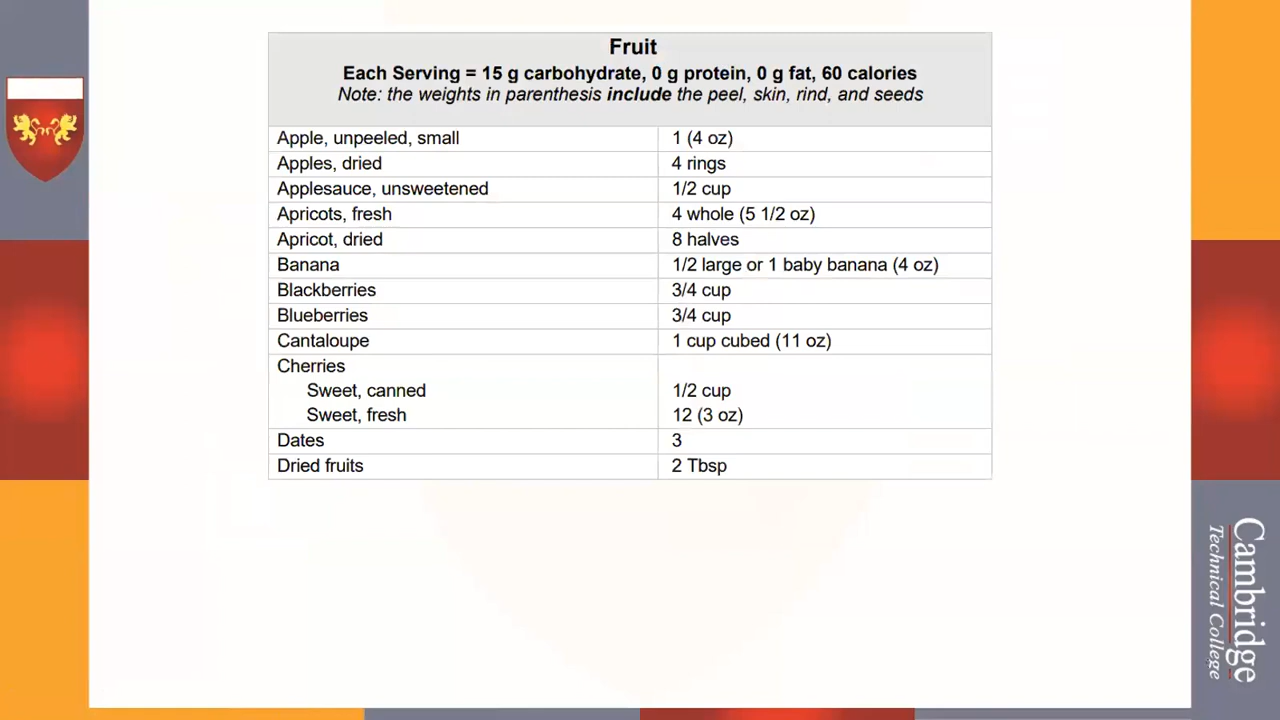 Fruit
Each Serving = 15 g carbohydrate, 0 g protein, 0 g fat, 60 calories
Note: the weights in parenthesis include the peel, skin, rind, and seeds
Apple, unpeeled, small 1 (4 oz)
Apples, dried 4 rings
Applesauce, unsweetened 1/2 cup
Apricots, fresh 4 whole (5 1/2 oz)
Apricot, dried 8 halves
Banana 1/2 large or 1 baby banana (4 oz)
Blackberries 3/4 cup
Blueberries 3/4 cup
Cantaloupe 1 cup cubed (11 oz)
Cherries
Sweet, canned 1/2 cup
Sweet, fresh 12 (3 oz)
Dates 3
Dried fruits 2 Tbsp
Cambridge
Technical College